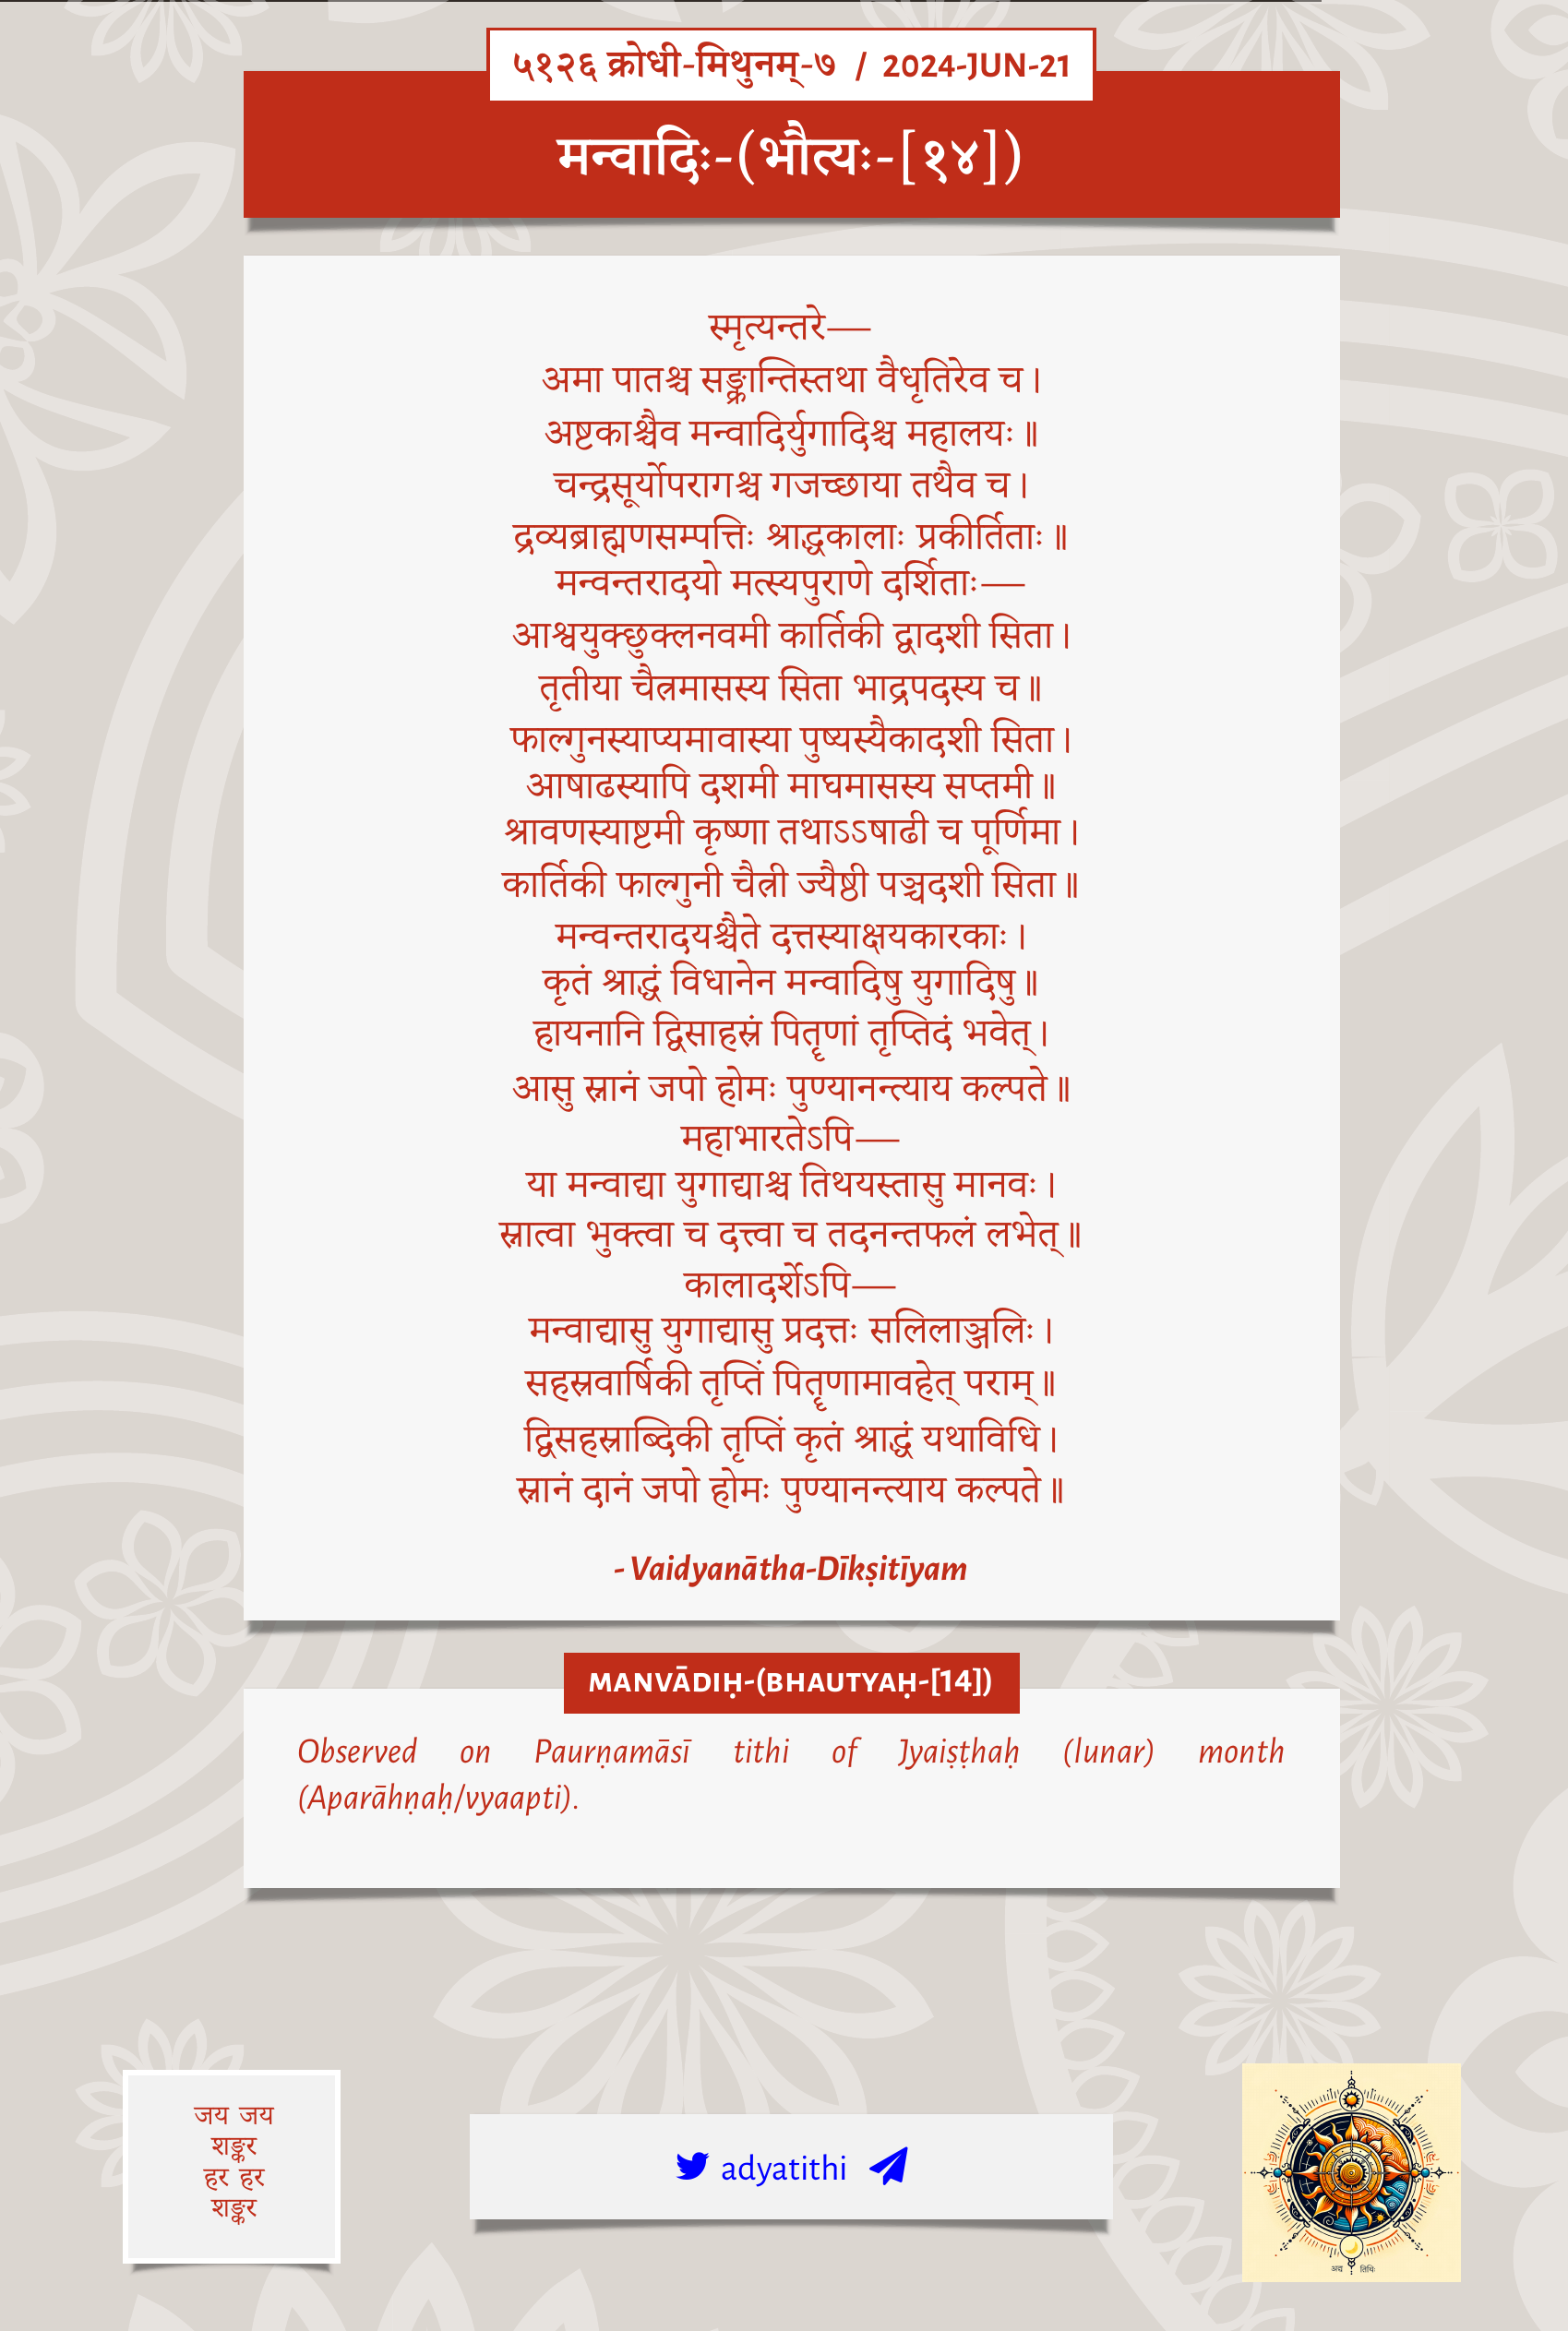 ५१२६ क्रोधी-मिथुनम्-७ / 2024-JUN-21
मन्वादिः-(भौत्यः-[१४])
स्मृत्यन्तरे—
अमा पातश्च सङ्क्रान्तिस्तथा वैधृतिरेव च।
अष्टकाश्चैव मन्वादिर्युगादिश्च महालयः॥
चन्द्रसूर्योपरागश्च गजच्छाया तथैव च।
द्रव्यब्राह्मणसम्पत्तिः श्राद्धकालाः प्रकीर्तिताः॥
मन्वन्तरादयो मत्स्यपुराणे दर्शिताः—
आश्वयुक्छुक्लनवमी कार्तिकी द्वादशी सिता।
तृतीया चैत्रमासस्य सिता भाद्रपदस्य च॥
फाल्गुनस्याप्यमावास्या पुष्यस्यैकादशी सिता।
आषाढस्यापि दशमी माघमासस्य सप्तमी॥
श्रावणस्याष्टमी कृष्णा तथाऽऽषाढी च पूर्णिमा।
कार्तिकी फाल्गुनी चैत्री ज्यैष्ठी पञ्चदशी सिता॥
मन्वन्तरादयश्चैते दत्तस्याक्षयकारकाः।
कृतं श्राद्धं विधानेन मन्वादिषु युगादिषु॥
हायनानि द्विसाहस्रं पितॄणां तृप्तिदं भवेत्।
आसु स्नानं जपो होमः पुण्यानन्त्याय कल्पते॥
महाभारतेऽपि—
या मन्वाद्या युगाद्याश्च तिथयस्तासु मानवः।
स्नात्वा भुक्त्वा च दत्त्वा च तदनन्तफलं लभेत्॥
कालादर्शेऽपि—
मन्वाद्यासु युगाद्यासु प्रदत्तः सलिलाञ्जलिः।
सहस्रवार्षिकी तृप्तिं पितॄणामावहेत् पराम्॥
द्विसहस्राब्दिकी तृप्तिं कृतं श्राद्धं यथाविधि।
स्नानं दानं जपो होमः पुण्यानन्त्याय कल्पते॥
- Vaidyanātha-Dīkṣitīyam
MANVĀDIḤ-(BHAUTYAḤ-[14])
Observed on Paurṇamāsī tithi of Jyaiṣṭhaḥ (lunar) month
(Aparāhṇaḥ/vyaapti).
जय जय
शङ्कर
हर हर
शङ्कर
adyatithi
अद्य तिथिः